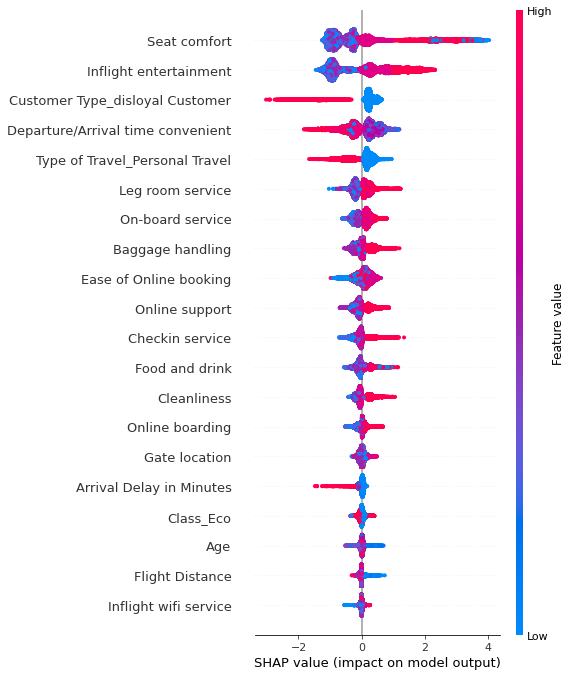 High
Seat comfort
Inflight entertainment
Customer Type_disloyal Customer
Departure/Arrival time convenient
Type of Travel_Personal Travel
Leg room service
On-board service
Baggage handling
Ease of Online booking
Online support
Checkin service
Food and drink
Cleanliness
Online boarding
Gate location
Arrival Delay in Minutes
Class_Eco
Age
Flight Distance
Inflight wifi service
Feature value
Low
−2 0 2 4
SHAP value (impact on model output)